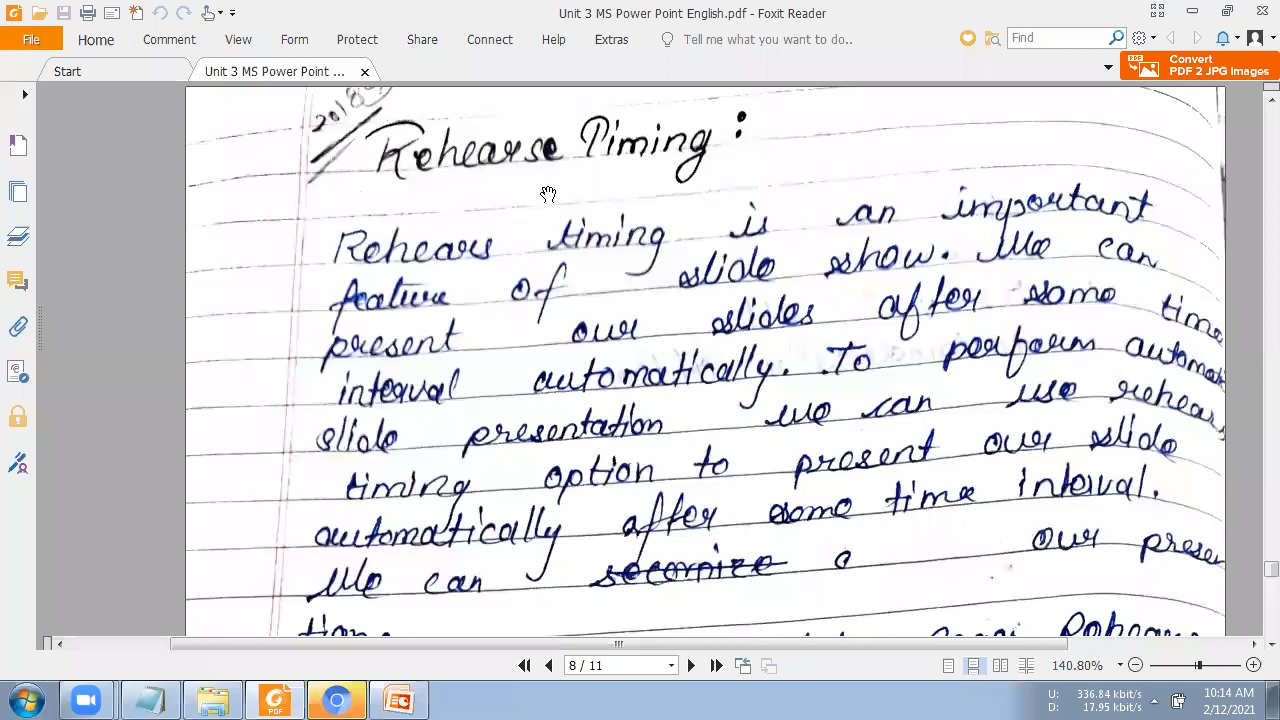 Unit 3 MS Power Point English.pdf - Foxit Reader
File Home Comment View Form Protect Share Connect Help Extras Tell me what you want to do.. Find
Start Unit 3 MS Power Point ... × Convert
PDF 2 JPG Images
2018
Rehearse Timing :
Rehears timing is an important
feature of slide show. We can
present our slides after some time
interval automatically. To perform automati
slide presentation we can use rehears
timing option to present our slide
automatically after some time interval.
We can our presen
8 / 11 140.80%
U: 336.84 kbit/s 10:14 AM
D: 17.95 kbit/s 2/12/2021